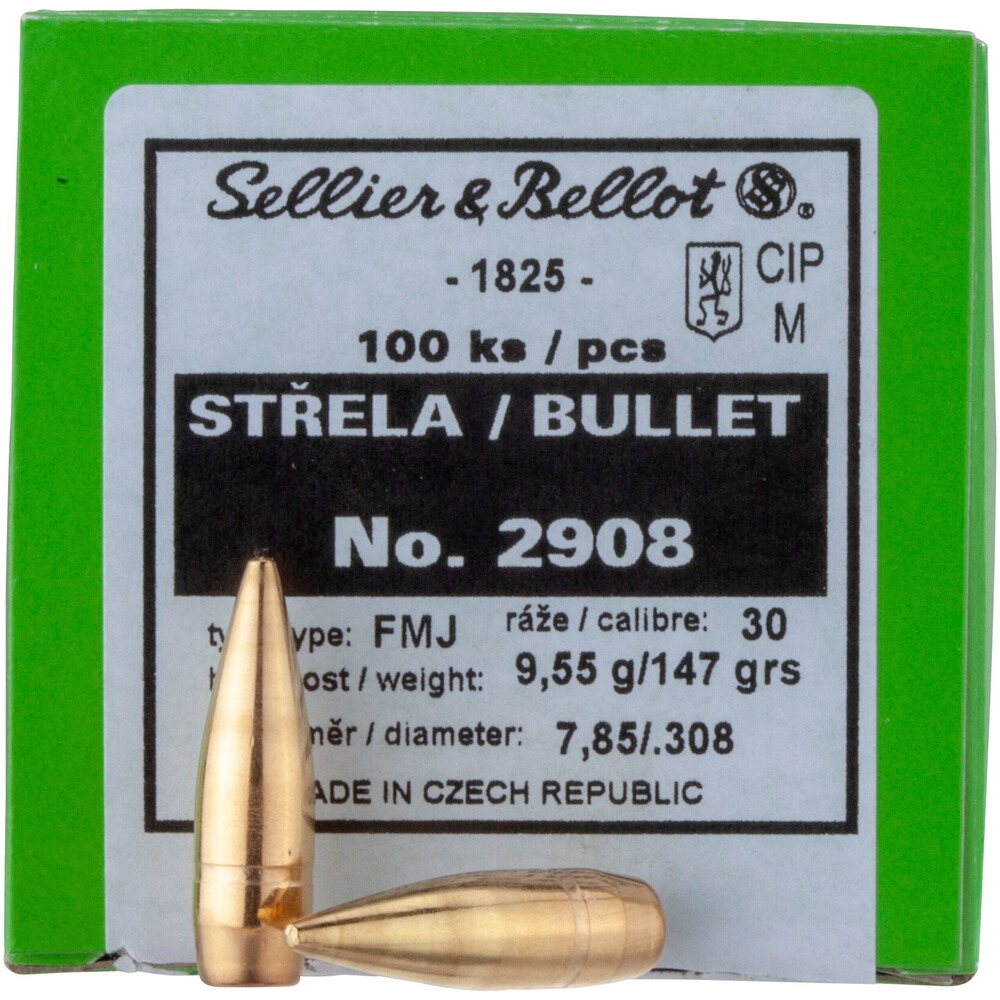 Sellier & Bellot ®
- 1825 -
CIP
M
100 ks / pcs
STŘELA / BULLET
No. 2908
FMJ
ráže / calibre: 30
/ weight: 9,55 g/147 grs
/ diameter: 7,85/.308
IN CZECH REPUBLIC